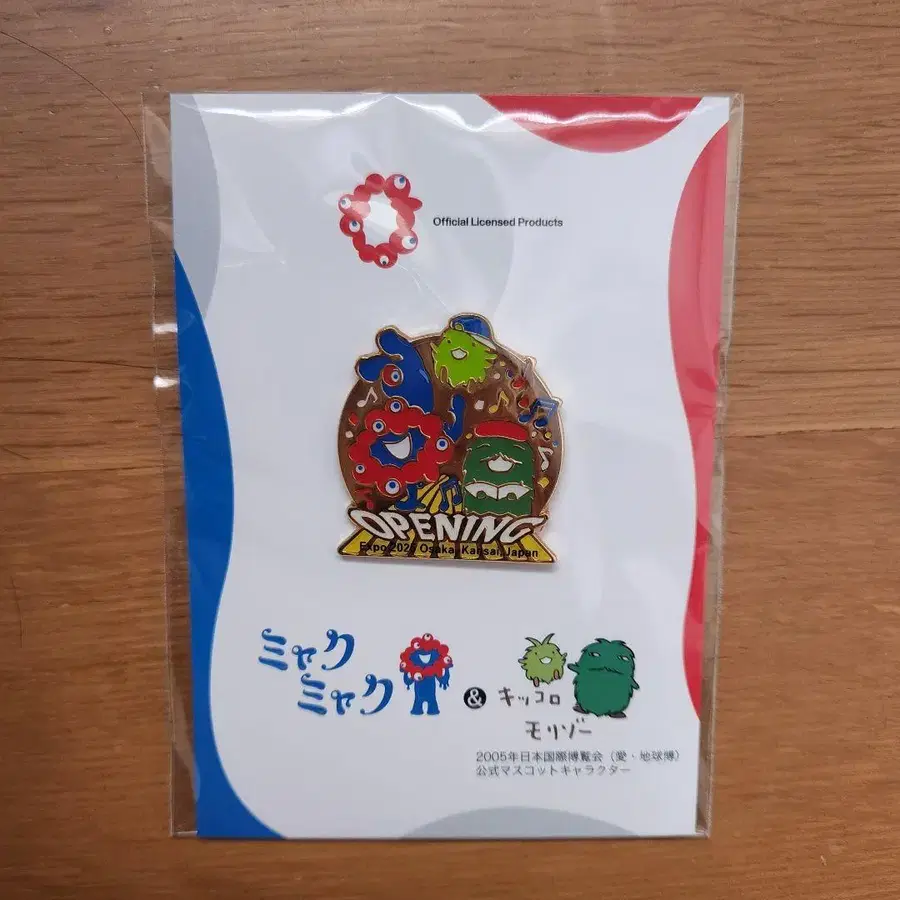 Official Licensed Products
OPENING
Expo 2025 Osaka, Kansai, Japan
ミャク
ミャク
&
キッコロ
モリゾー
2005年日本国際博覧会（愛・地球博）
公式マスコットキャラクター